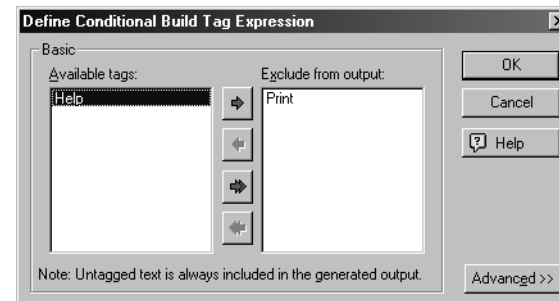 Define Conditional Build Tag Expression
Basic
Available tags:
Exclude from output:
Help
Print
OK
Cancel
Help
Note: Untagged text is always included in the generated output.
Advanced >>